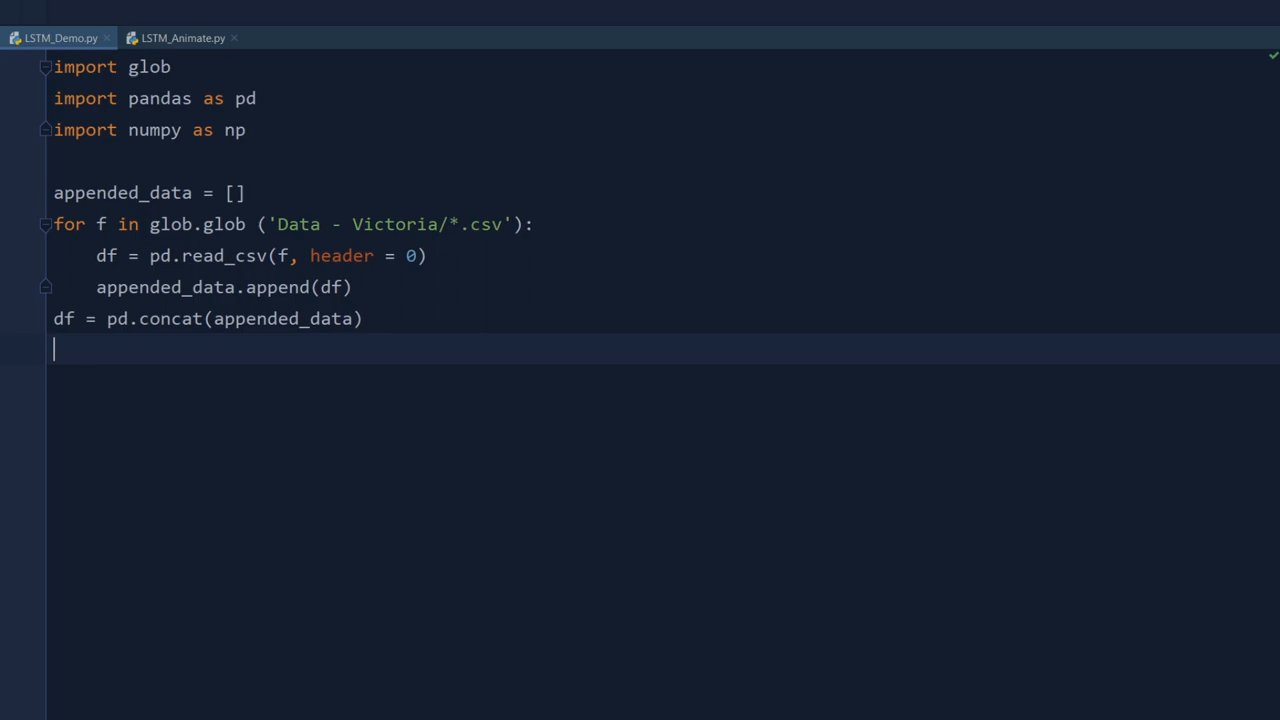 LSTM_Demo.py LSTM_Animate.py
import glob
import pandas as pd
import numpy as np
appended_data = []
for f in glob.glob ('Data - Victoria/*.csv'):
    df = pd.read_csv(f, header = 0)
    appended_data.append(df)
df = pd.concat(appended_data)